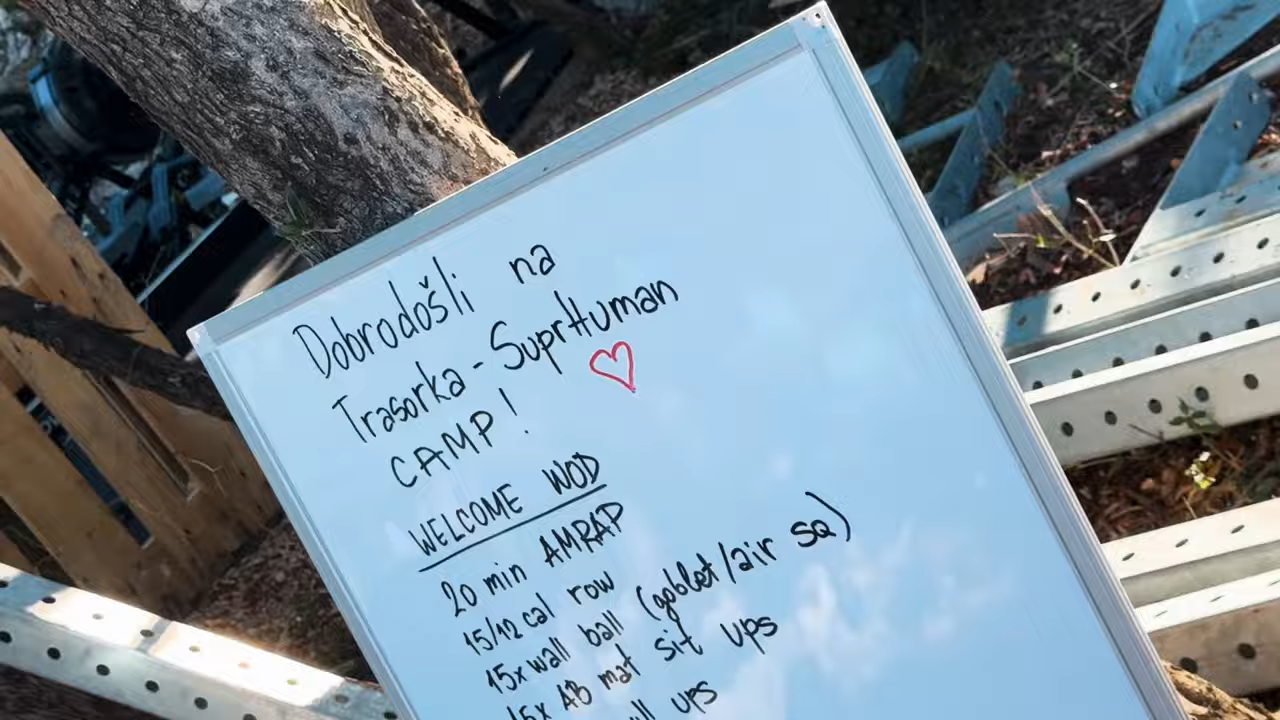 Dobrodošli na
Trasorka - SuprHuman
CAMP!
WELCOME WOD
20 min AMRAP
15/12 cal row
15x wall ball (goblet/air sq)
15x AB mat sit ups
ups